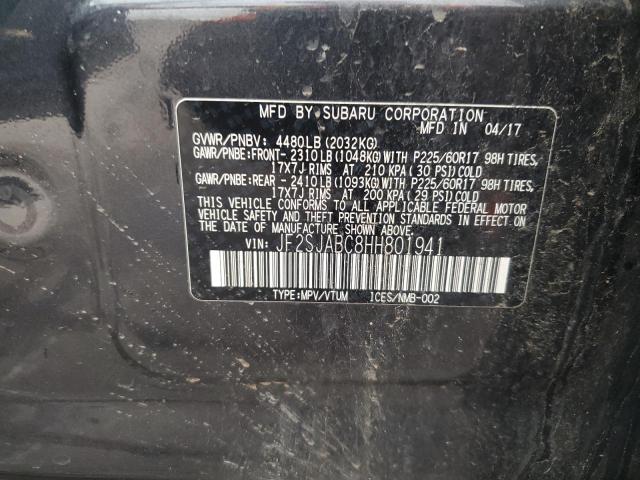 MFD BY SUBARU CORPORATION
MFD IN 04/17
GVWR/PNBV: 4480LB (2032KG)
GAWR/PNBE:FRONT- 2310LB (1048KG) WITH P225/60R17 98H TIRES,
17X7J RIMS AT 210 KPA ( 30 PSI) COLD
GAWR/PNBE:REAR - 2410LB (1093KG) WITH P225/60R17 98H TIRES,
17X7J RIMS AT 200 KPA (29 PSI) COLD
THIS VEHICLE CONFORMS TO ALL APPLICABLE FEDERAL MOTOR
VEHICLE SAFETY AND THEFT PREVENTION STANDARDS IN EFFECT ON
THE DATE OF MANUFACTURE SHOWN ABOVE.
VIN: JF2SJABC8HH801941
TYPE:MPV/VTUM ICES/NMB-002